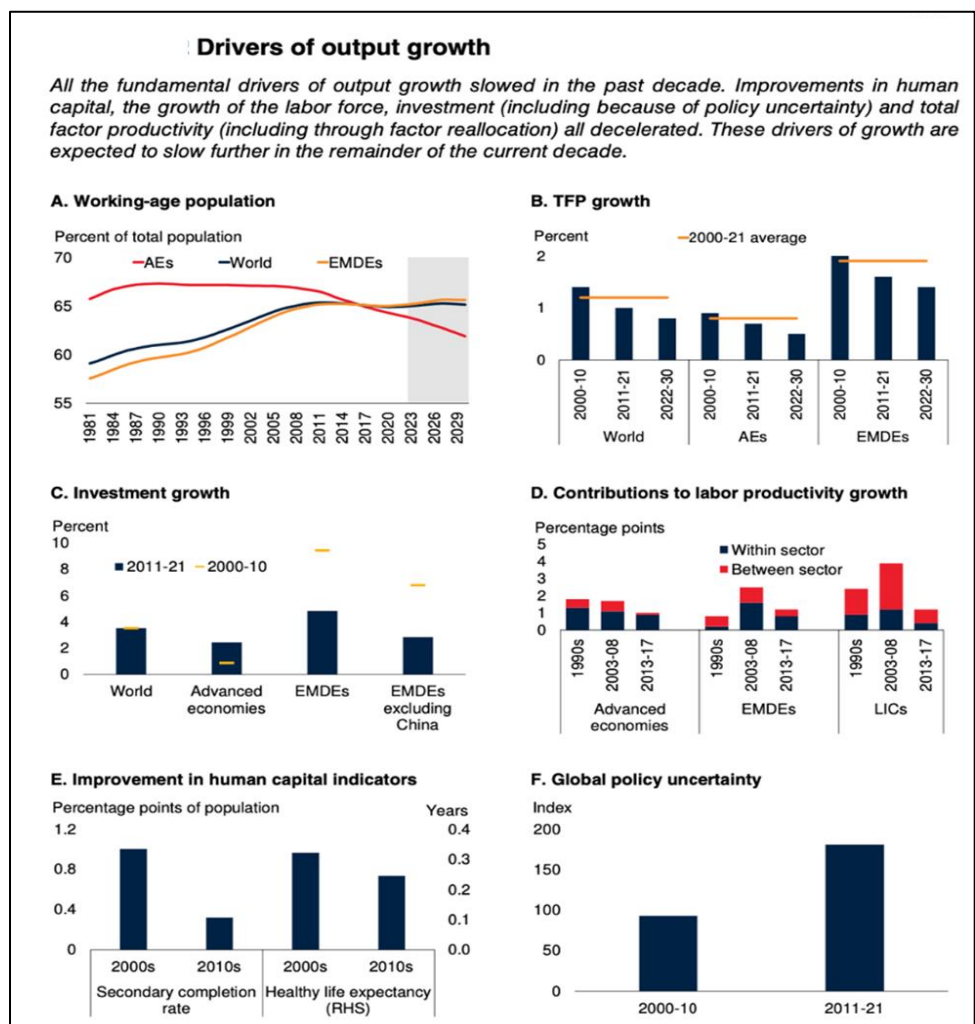 Drivers of output growth
All the fundamental drivers of output growth slowed in the past decade. Improvements in human
capital, the growth of the labor force, investment (including because of policy uncertainty) and total
factor productivity (including through factor reallocation) all decelerated. These drivers of growth are
expected to slow further in the remainder of the current decade.
A. Working-age population
Percent of total population
AEs World EMDEs
70
65
60
55
1981 1984 1987 1990 1993 1996 1999 2002 2005 2008 2011 2014 2017 2020 2023 2026 2029
B. TFP growth
Percent
2000-21 average
2
1
0
2000-10 2011-21 2022-30 2000-10 2011-21 2022-30 2000-10 2011-21 2022-30
World AEs EMDEs
C. Investment growth
Percent
2011-21 2000-10
10
8
6
4
2
0
World Advanced economies EMDEs EMDEs excluding China
D. Contributions to labor productivity growth
Percentage points
Within sector
Between sector
5
4
3
2
1
0
1990s 2003-08 2013-17 1990s 2003-08 2013-17 1990s 2003-08 2013-17
Advanced economies EMDEs LICs
E. Improvement in human capital indicators
Percentage points of population Years
1.2 0.4
0.8 0.3
0.4 0.2
0 0.1
0.0
2000s 2010s 2000s 2010s
Secondary completion rate Healthy life expectancy (RHS)
F. Global policy uncertainty
Index
200
150
100
50
0
2000-10 2011-21